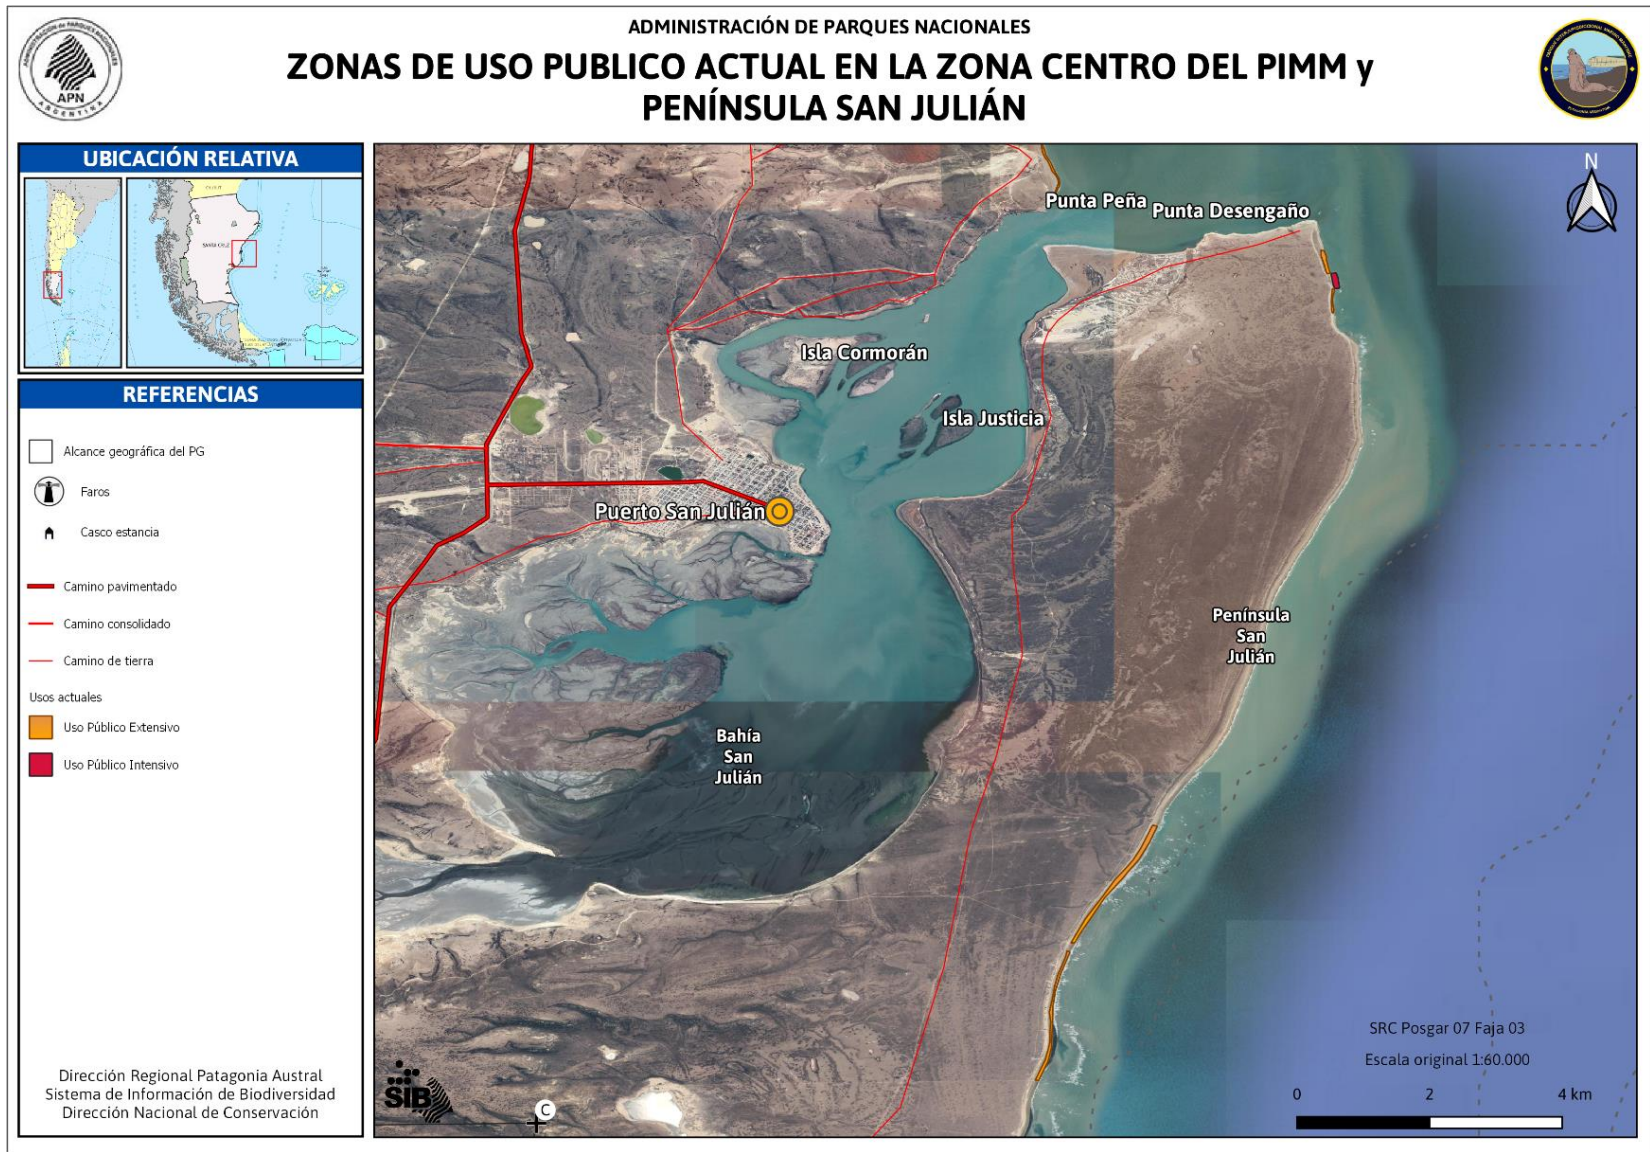 ADMINISTRACIÓN DE PARQUES NACIONALES
ZONAS DE USO PUBLICO ACTUAL EN LA ZONA CENTRO DEL PIMM y
PENÍNSULA SAN JULIÁN
APN
ARGENTINA
UBICACIÓN RELATIVA
SANTA CRUZ
REFERENCIAS
Alcance geográfica del PG
Faros
Casco estancia
Camino pavimentado
Camino consolidado
Camino de tierra
Usos actuales
Uso Público Extensivo
Uso Público Intensivo
Dirección Regional Patagonia Austral
Sistema de Información de Biodiversidad
Dirección Nacional de Conservación
N
Punta Peña
Punta Desengaño
Isla Cormorán
Isla Justicia
Puerto San Julián
Península
San
Julián
Bahía
San
Julián
SIB
C
SRC Posgar 07 Faja 03
Escala original 1:60.000
0 2 4 km